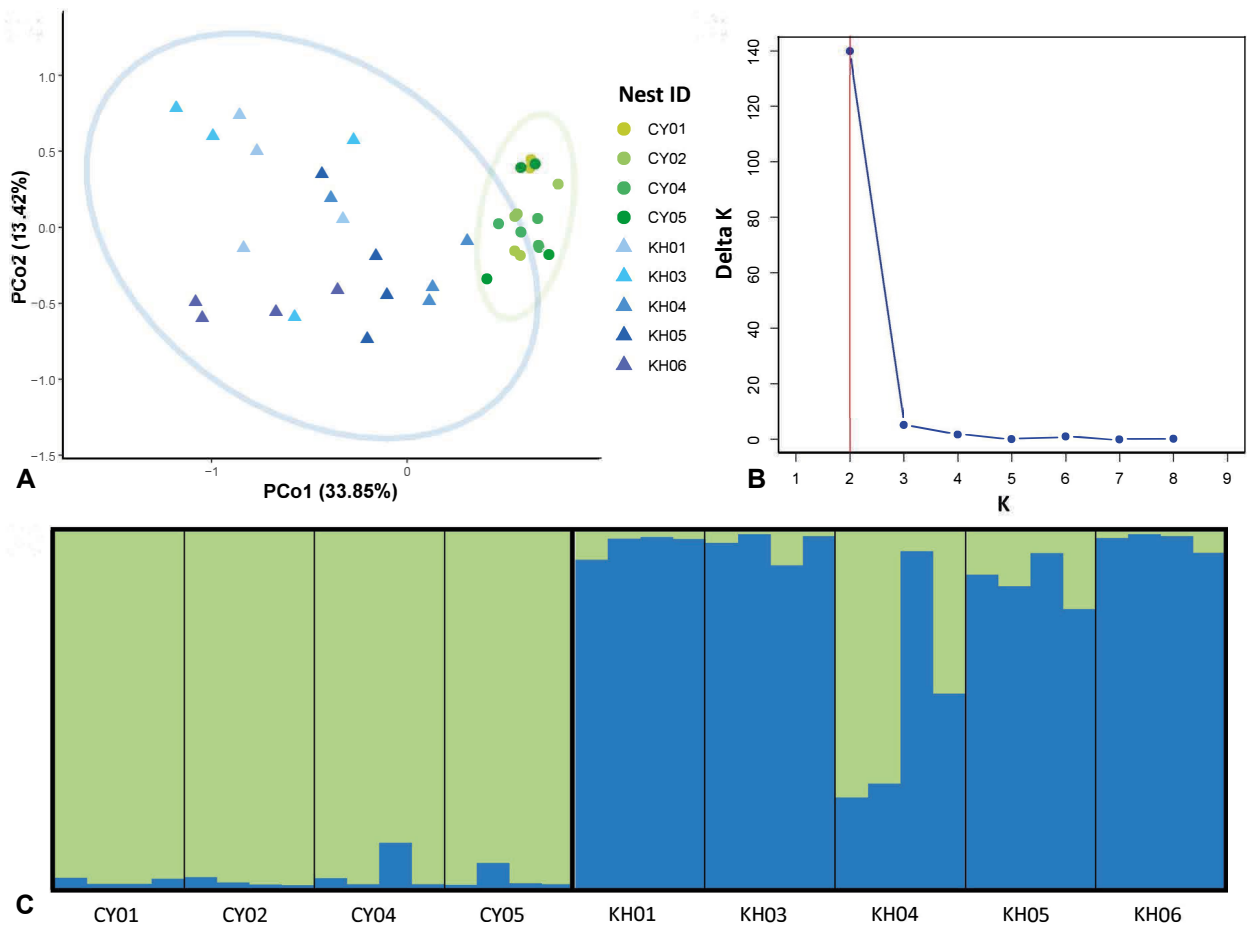 1.0
0.5
0.0
−0.5
−1.0
−1.5
PCo2 (13.42%)
−1
0
PCo1 (33.85%)
A
Nest ID
CY01
CY02
CY04
CY05
KH01
KH03
KH04
KH05
KH06
140
120
100
80
60
40
20
0
Delta K
1 2 3 4 5 6 7 8 9
K
B
C
CY01 CY02 CY04 CY05 KH01 KH03 KH04 KH05 KH06